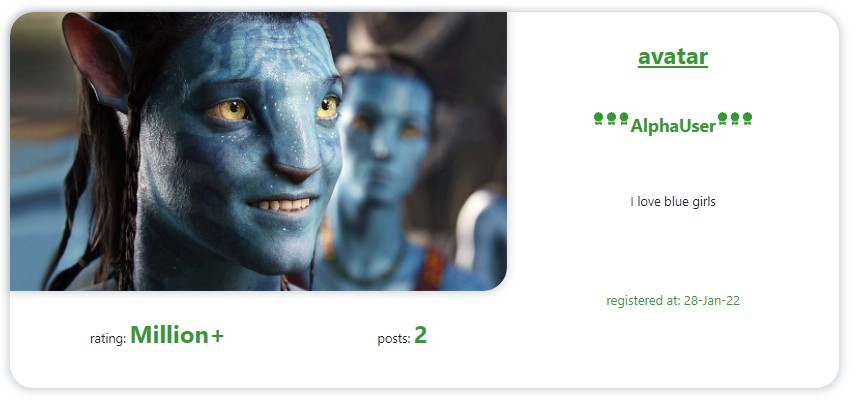 avatar
AlphaUser
I love blue girls
registered at: 28-Jan-22
rating: Million+ posts: 2